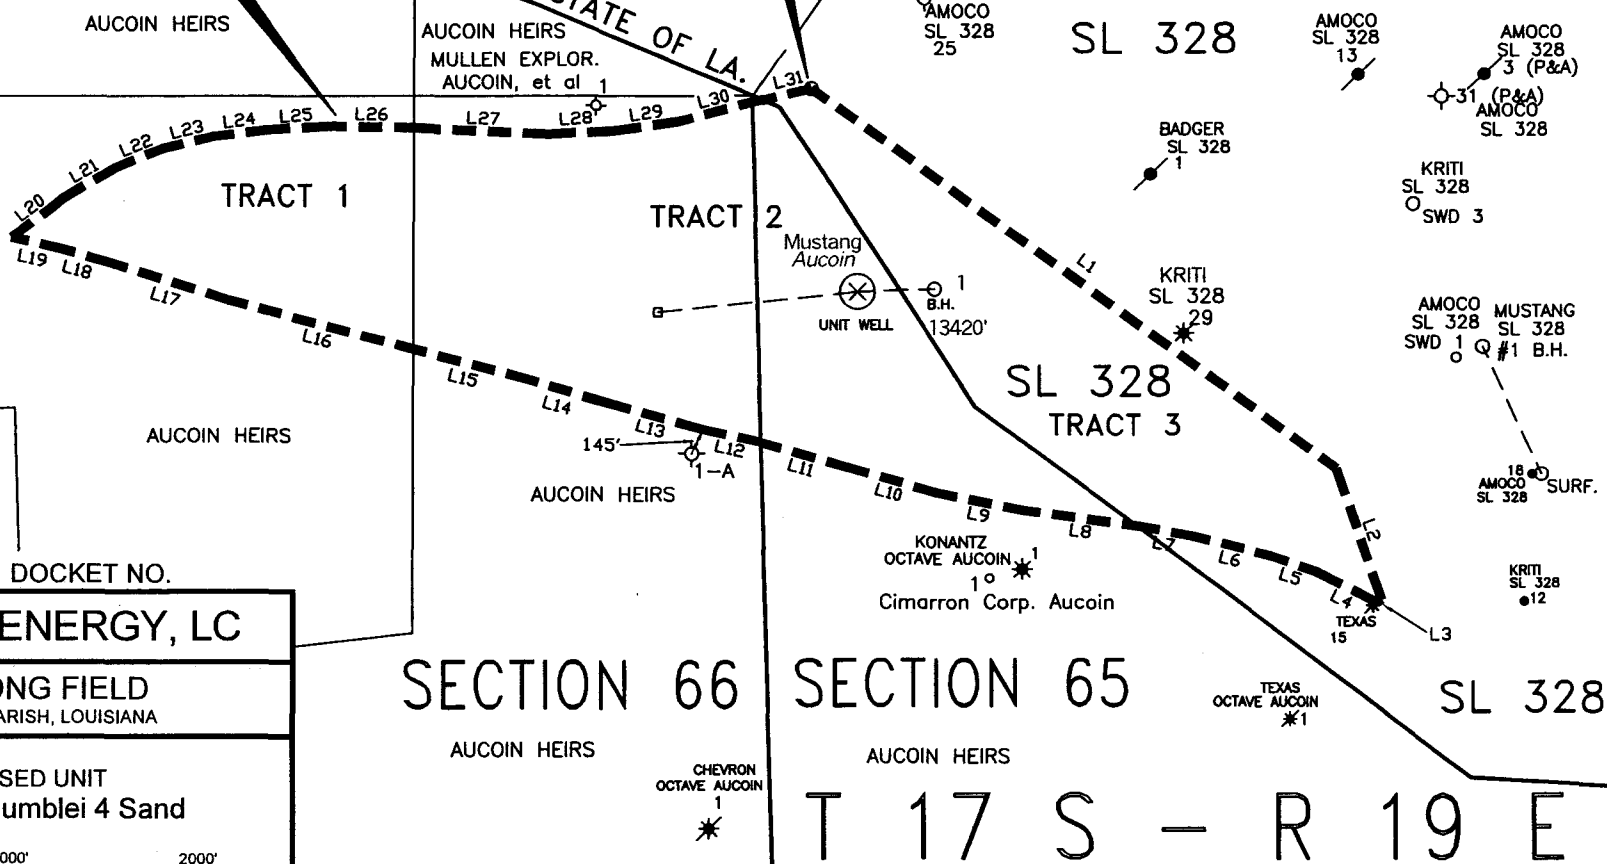 AUCOIN HEIRS
AUCOIN HEIRS
MULLEN EXPLOR.
AUCOIN, et al
1
STATE OF LA.
AMOCO
SL 328
25
SL 328
AMOCO
SL 328
13
AMOCO
SL 328
3 (P&A)
31 (P&A)
AMOCO
SL 328
BADGER
SL 328
1
KRITI
SL 328
SWD 3
L20
L21
L22
L23
L24
L25
L26
L27
L28
L29
L30
L31
TRACT 1
TRACT 2
Mustang
Aucoin
UNIT WELL
1
B.H.
13420'
L1
KRITI
SL 328
29
AMOCO
SL 328
SWD 1
MUSTANG
SL 328
#1 B.H.
SL 328
TRACT 3
L19
L18
L17
L16
L15
L14
L13
L12
L11
L10
L9
L8
L7
L6
L5
L4
L2
L3
145'
1-A
AUCOIN HEIRS
AUCOIN HEIRS
18
AMOCO
SL 328
SURF.
KONANTZ
OCTAVE AUCOIN
1
1
Cimarron Corp. Aucoin
TEXAS
15
KRITI
SL 328
12
DOCKET NO.
ENERGY, LC
ONG FIELD
ARISH, LOUISIANA
SED UNIT
umblei 4 Sand
000'
2000'
SECTION 66
SECTION 65
TEXAS
OCTAVE AUCOIN
1
SL 328
AUCOIN HEIRS
AUCOIN HEIRS
CHEVRON
OCTAVE AUCOIN
1
T 17 S - R 19 E